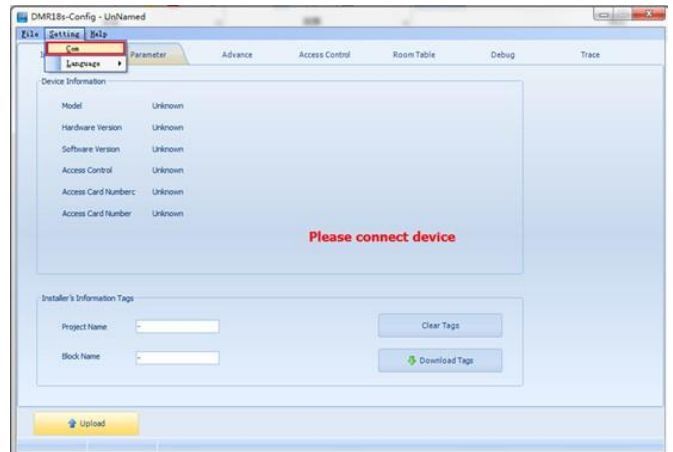 DMR18s-Config - UnNamed
File Setting Help
Com
Language
Parameter Advance Access Control Room Table Debug Trace
Device Information
Model Unknown
Hardware Version Unknown
Software Version Unknown
Access Control Unknown
Access Card Numberc Unknown
Access Card Number Unknown
Please connect device
Installer's Information Tags
Project Name - Clear Tags
Block Name - Download Tags
Upload